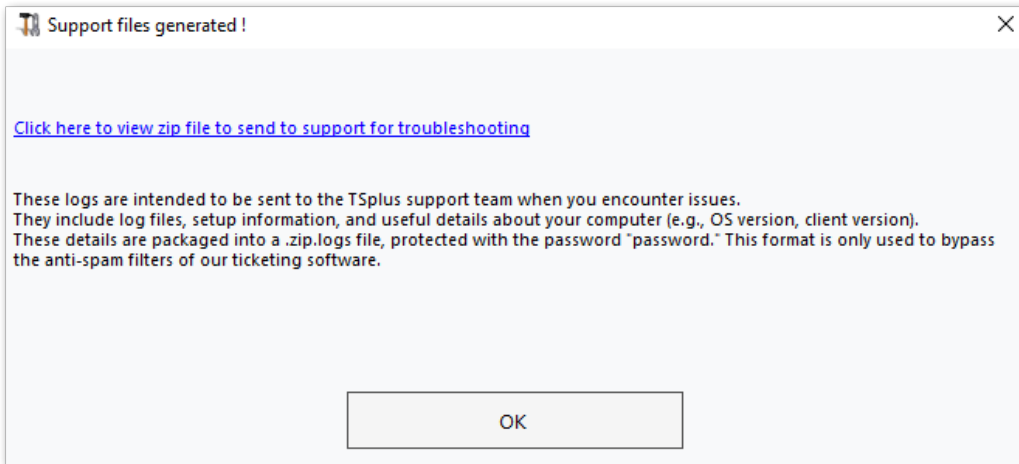 Support files generated !
Click here to view zip file to send to support for troubleshooting
These logs are intended to be sent to the TSplus support team when you encounter issues.
They include log files, setup information, and useful details about your computer (e.g., OS version, client version).
These details are packaged into a .zip.logs file, protected with the password "password." This format is only used to bypass
the anti-spam filters of our ticketing software.
OK